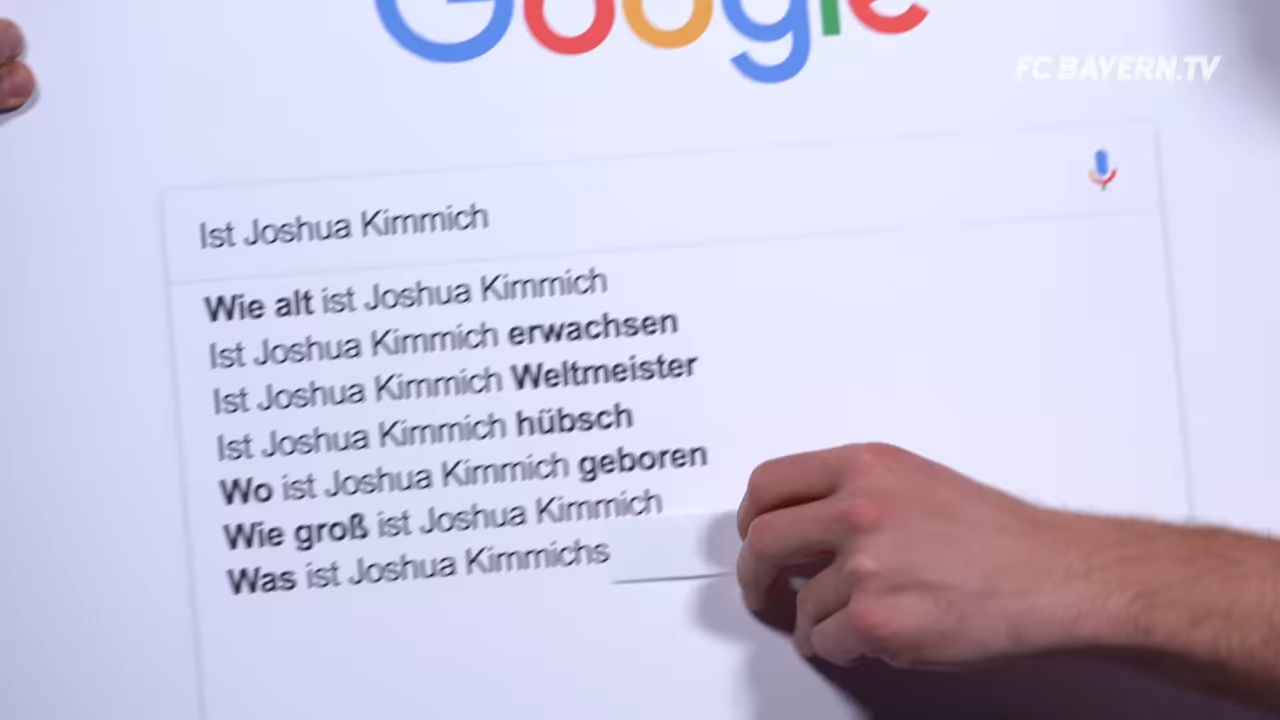 Google
FC BAYERN.TV
Ist Joshua Kimmich
Wie alt ist Joshua Kimmich
Ist Joshua Kimmich erwachsen
Ist Joshua Kimmich Weltmeister
Ist Joshua Kimmich hübsch
Wo ist Joshua Kimmich geboren
Wie groß ist Joshua Kimmich
Was ist Joshua Kimmichs